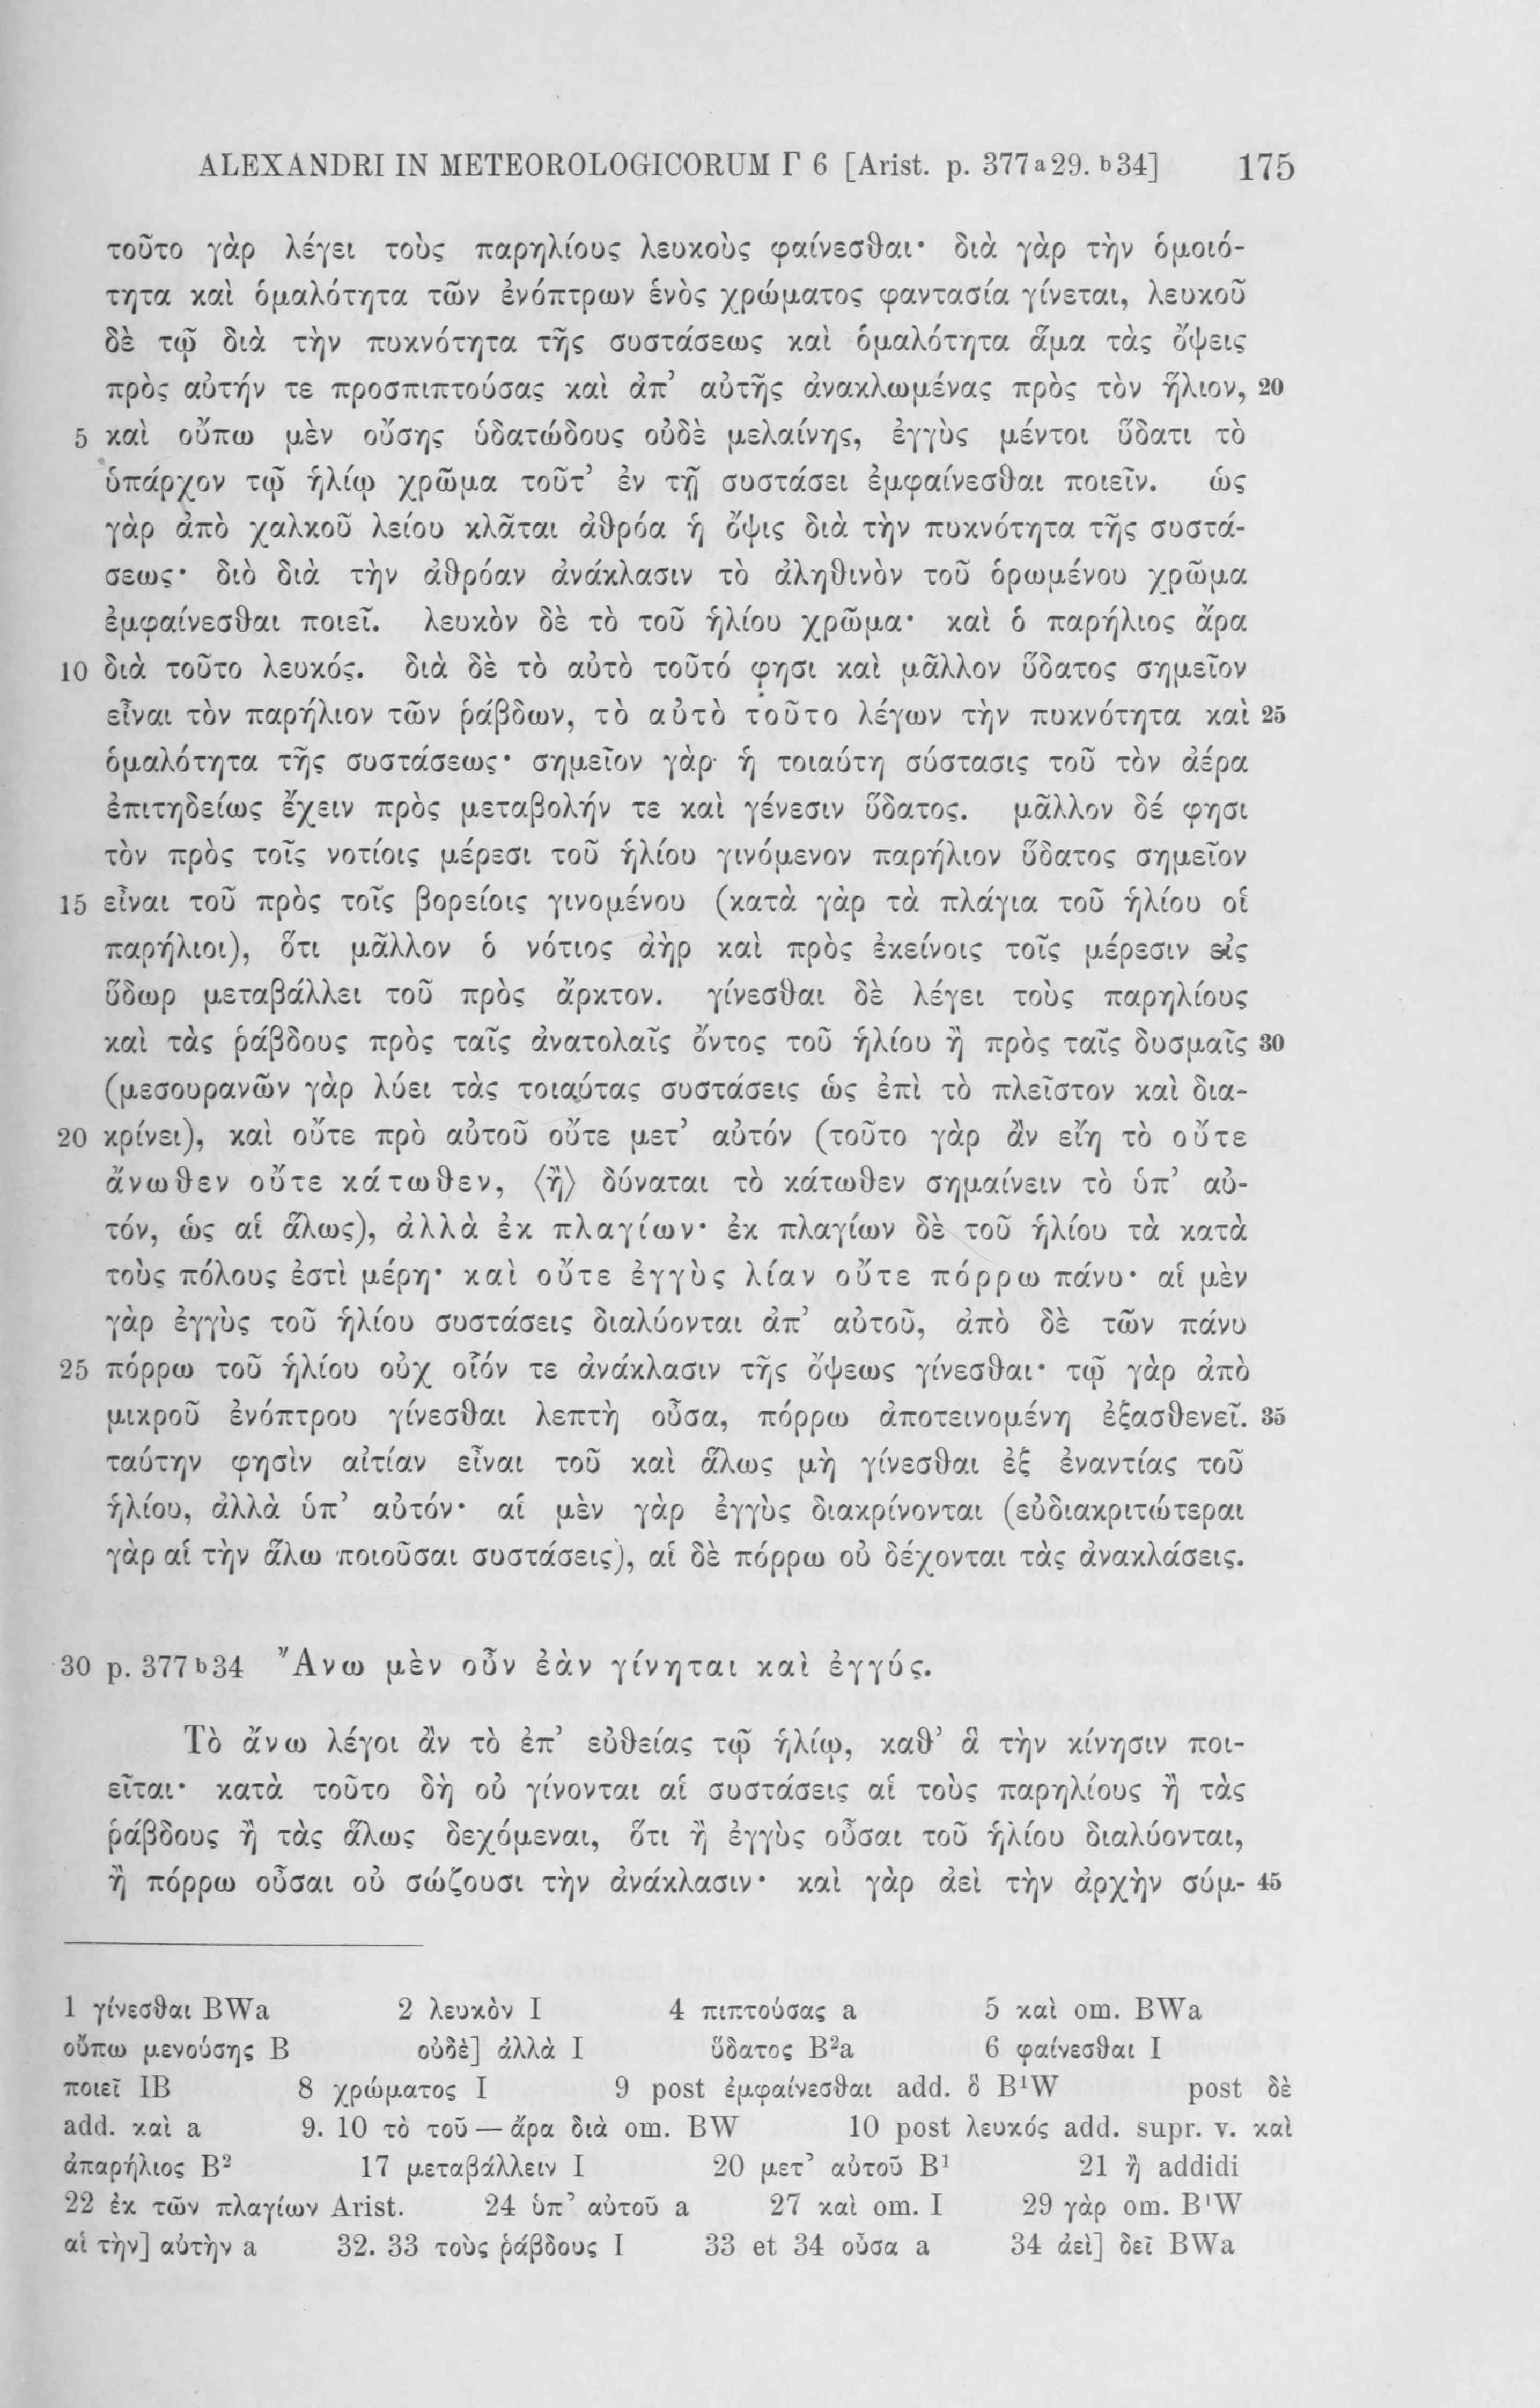 ALEXANDRI IN METEOROLOGICORUM Γ 6 [Arist. p. 377a29. b34] 175
τοῦτο γὰρ λέγει τοὺς παρηλίους λευκοὺς φαίνεσθαι· διὰ γὰρ τὴν ὁμοιό-
τητα καὶ ὁμαλότητα τῶν ἐνόπτρων ἑνὸς χρώματος φαντασία γίνεται, λευκοῦ
δὲ τῷ διὰ τὴν πυκνότητα τῆς συστάσεως καὶ ὁμαλότητα ἅμα τὰς ὄψεις
πρὸς αὐτήν τε προσπιπτούσας καὶ ἀπ’ αὐτῆς ἀνακλωμένας πρὸς τὸν ἥλιον, 20
5 καὶ οὔπω μὲν οὔσης ὑδατώδους οὐδὲ μελαίνης, ἐγγὺς μέντοι ὕδατι τὸ
ὑπάρχον τῷ ἡλίῳ χρῶμα τοῦτ’ ἐν τῇ συστάσει ἐμφαίνεσθαι ποιεῖν. ὡς
γὰρ ἀπὸ χαλκοῦ λείου κλᾶται ἀθρόα ἡ ὄψις διὰ τὴν πυκνότητα τῆς συστά-
σεως· διὸ διὰ τὴν ἀθρόαν ἀνάκλασιν τὸ ἀληθινὸν τοῦ ὁρωμένου χρῶμα
ἐμφαίνεσθαι ποιεῖ. λευκὸν δὲ τὸ τοῦ ἡλίου χρῶμα· καὶ ὁ παρήλιος ἄρα
10 διὰ τοῦτο λευκός. διὰ δὲ τὸ αὐτὸ τοῦτό φησι καὶ μᾶλλον ὕδατος σημεῖον
εἶναι τὸν παρήλιον τῶν ῥάβδων, τὸ αὐτὸ τοῦτο λέγων τὴν πυκνότητα καὶ 25
ὁμαλότητα τῆς συστάσεως· σημεῖον γὰρ ἡ τοιαύτη σύστασις τοῦ τὸν ἀέρα
ἐπιτηδείως ἔχειν πρὸς μεταβολήν τε καὶ γένεσιν ὕδατος. μᾶλλον δέ φησι
τὸν πρὸς τοῖς νοτίοις μέρεσι τοῦ ἡλίου γινόμενον παρήλιον ὕδατος σημεῖον
15 εἶναι τοῦ πρὸς τοῖς βορείοις γινομένου (κατὰ γὰρ τὰ πλάγια τοῦ ἡλίου οἱ
παρήλιοι), ὅτι μᾶλλον ὁ νότιος ἀὴρ καὶ πρὸς ἐκείνοις τοῖς μέρεσιν εἰς
ὕδωρ μεταβάλλει τοῦ πρὸς ἄρκτον. γίνεσθαι δὲ λέγει τοὺς παρηλίους
καὶ τὰς ῥάβδους πρὸς ταῖς ἀνατολαῖς ὄντος τοῦ ἡλίου ἢ πρὸς ταῖς δυσμαῖς 30
(μεσουρανῶν γὰρ λύει τὰς τοιαύτας συστάσεις ὡς ἐπὶ τὸ πλεῖστον καὶ δια-
20 κρίνει), καὶ οὔτε πρὸ αὐτοῦ οὔτε μετ’ αὐτόν (τοῦτο γὰρ ἂν εἴη τὸ οὔτε
ἄνωθεν οὔτε κάτωθεν, ⟨ἢ⟩ δύναται τὸ κάτωθεν σημαίνειν τὸ ὑπ’ αὐ-
τόν, ὡς αἱ ἅλως), ἀλλὰ ἐκ πλαγίων· ἐκ πλαγίων δὲ τοῦ ἡλίου τὰ κατὰ
τοὺς πόλους ἐστὶ μέρη· καὶ οὔτε ἐγγὺς λίαν οὔτε πόρρω πάνυ· αἱ μὲν
γὰρ ἐγγὺς τοῦ ἡλίου συστάσεις διαλύονται ἀπ’ αὐτοῦ, ἀπὸ δὲ τῶν πάνυ
25 πόρρω τοῦ ἡλίου οὐχ οἷόν τε ἀνάκλασιν τῆς ὄψεως γίνεσθαι· τῷ γὰρ ἀπὸ
μικροῦ ἐνόπτρου γίνεσθαι λεπτὴ οὖσα, πόρρω ἀποτεινομένη ἐξασθενεῖ. 35
ταύτην φησὶν αἰτίαν εἶναι τοῦ καὶ ἅλως μὴ γίνεσθαι ἐξ ἐναντίας τοῦ
ἡλίου, ἀλλὰ ὑπ’ αὐτόν· αἱ μὲν γὰρ ἐγγὺς διακρίνονται (εὐδιακριτώτεραι
γὰρ αἱ τὴν ἅλω ποιοῦσαι συστάσεις), αἱ δὲ πόρρω οὐ δέχονται τὰς ἀνακλάσεις.
30 p. 377b34 Ἄνω μὲν οὖν ἐὰν γίνηται καὶ ἐγγύς.
Τὸ ἄνω λέγοι ἂν τὸ ἐπ’ εὐθείας τῷ ἡλίῳ, καθ’ ἃ τὴν κίνησιν ποι-
εῖται· κατὰ τοῦτο δὴ οὐ γίνονται αἱ συστάσεις αἱ τοὺς παρηλίους ἢ τὰς
ῥάβδους ἢ τὰς ἅλως δεχόμεναι, ὅτι ἢ ἐγγὺς οὖσαι τοῦ ἡλίου διαλύονται,
ἢ πόρρω οὖσαι οὐ σώζουσι τὴν ἀνάκλασιν· καὶ γὰρ ἀεὶ τὴν ἀρχὴν σύμ- 45
1 γίνεσθαι BWa 2 λευκὸν I 4 πιπτούσας a 5 καὶ om. BWa
οὔπω μενούσης B οὐδὲ] ἀλλὰ I ὕδατος B²a 6 φαίνεσθαι I
ποιεῖ IB 8 χρώματος I 9 post ἐμφαίνεσθαι add. ὃ B¹W post δὲ
add. καὶ a 9. 10 τὸ τοῦ — ἄρα διὰ om. BW 10 post λευκός add. supr. v. καὶ
ἀπαρήλιος B² 17 μεταβάλλειν I 20 μετ’ αὐτοῦ B¹ 21 ἢ addidi
22 ἐκ τῶν πλαγίων Arist. 24 ὑπ’ αὐτοῦ a 27 καὶ om. I 29 γὰρ om. B¹W
αἱ τὴν] αὐτὴν a 32. 33 τοὺς ῥάβδους I 33 et 34 οὖσα a 34 ἀεὶ] δεῖ BWa